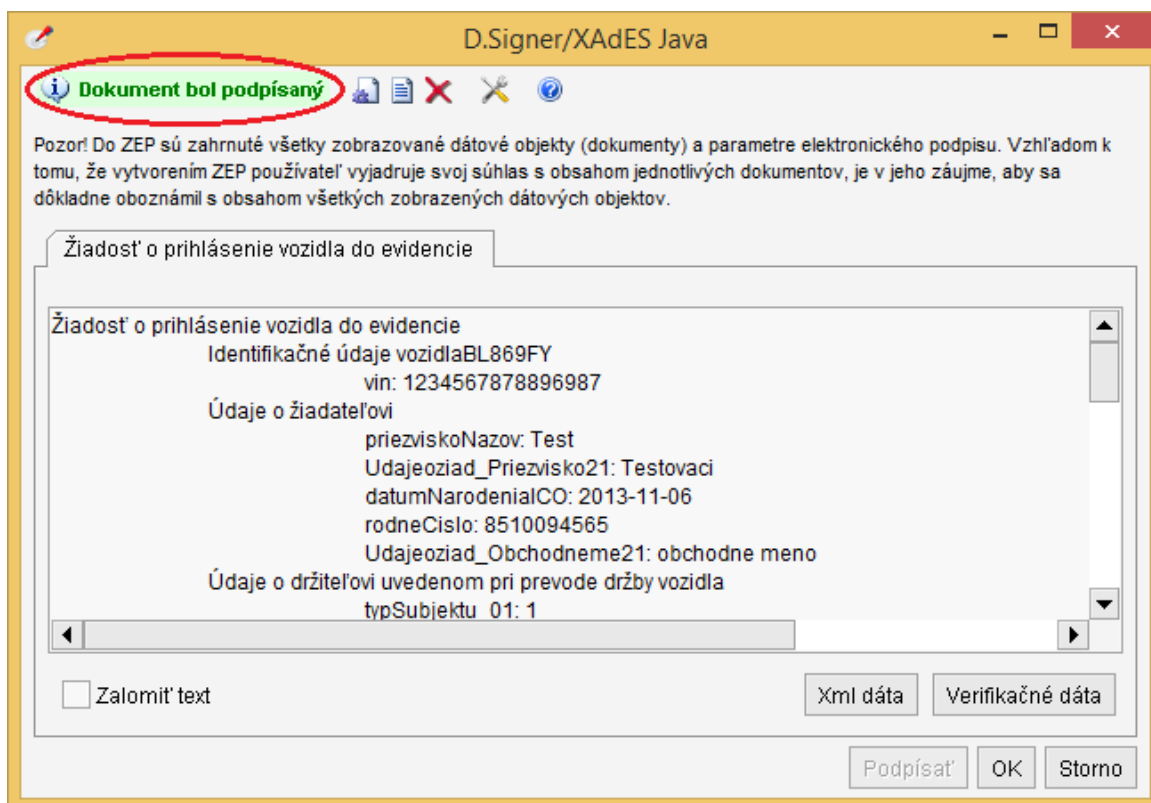 D.Signer/XAdES Java
Dokument bol podpísaný
Pozor! Do ZEP sú zahrnuté všetky zobrazované dátové objekty (dokumenty) a parametre elektronického podpisu. Vzhľadom k
tomu, že vytvorením ZEP používateľ vyjadruje svoj súhlas s obsahom jednotlivých dokumentov, je v jeho záujme, aby sa
dôkladne oboznámil s obsahom všetkých zobrazených dátových objektov.
Žiadosť o prihlásenie vozidla do evidencie
Žiadosť o prihlásenie vozidla do evidencie
Identifikačné údaje vozidlaBL869FY
vin: 1234567878896987
Údaje o žiadateľovi
priezviskoNazov: Test
Udajeoziad_Priezvisko21: Testovaci
datumNarodeniaICO: 2013-11-06
rodneCislo: 8510094565
Udajeoziad_Obchodneme21: obchodne meno
Údaje o držiteľovi uvedenom pri prevode držby vozidla
typSubjektu_01: 1
Zalomiť text
Xml dáta
Verifikačné dáta
Podpísať
OK
Storno